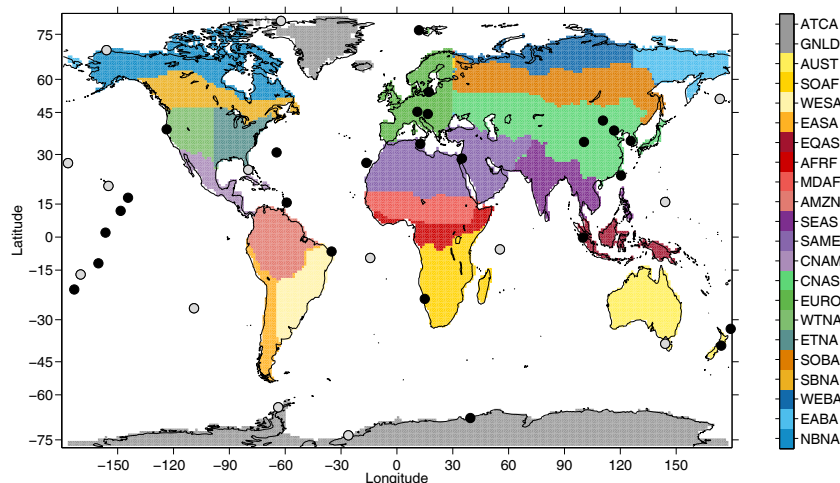 75
60
45
30
15
0
−15
−30
−45
−60
−75
Latitude
−150 −120 −90 −60 −30 0 30 60 90 120 150
Longitude
ATCA
GNLD
AUST
SOAF
WESA
EASA
EQAS
AFRF
MDAF
AMZN
SEAS
SAME
CNAM
CNAS
EURO
WTNA
ETNA
SOBA
SBNA
WEBA
EABA
NBNA